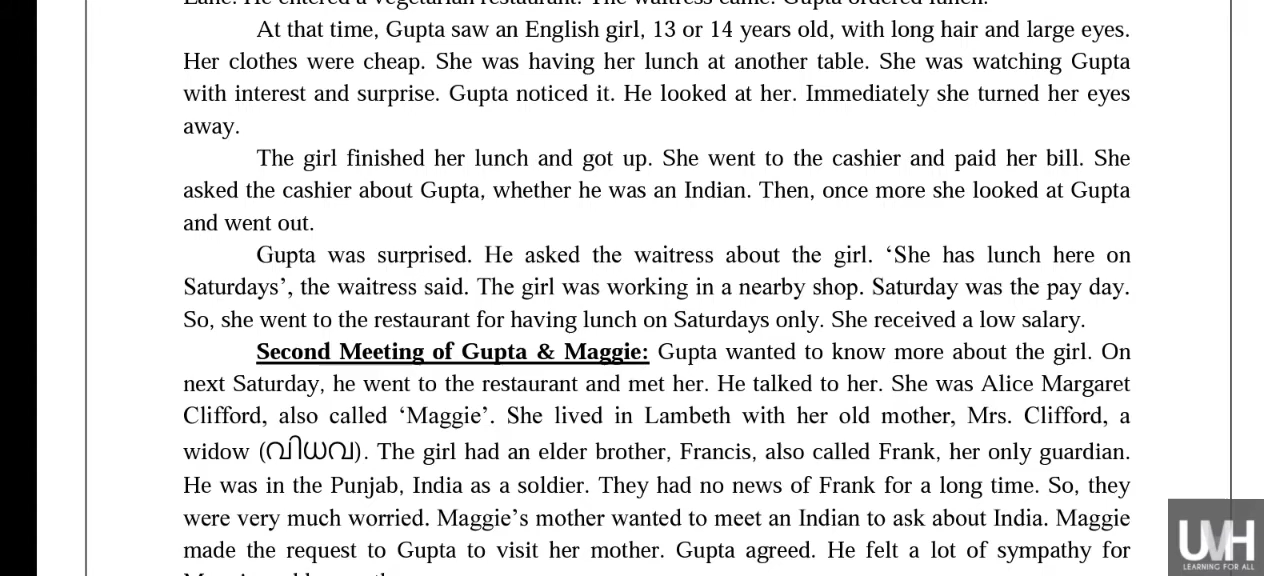 Lane. He entered a vegetarian restaurant. The waitress came. Gupta ordered lunch.
At that time, Gupta saw an English girl, 13 or 14 years old, with long hair and large eyes.
Her clothes were cheap. She was having her lunch at another table. She was watching Gupta
with interest and surprise. Gupta noticed it. He looked at her. Immediately she turned her eyes
away.
The girl finished her lunch and got up. She went to the cashier and paid her bill. She
asked the cashier about Gupta, whether he was an Indian. Then, once more she looked at Gupta
and went out.
Gupta was surprised. He asked the waitress about the girl. ‘She has lunch here on
Saturdays’, the waitress said. The girl was working in a nearby shop. Saturday was the pay day.
So, she went to the restaurant for having lunch on Saturdays only. She received a low salary.
Second Meeting of Gupta & Maggie: Gupta wanted to know more about the girl. On
next Saturday, he went to the restaurant and met her. He talked to her. She was Alice Margaret
Clifford, also called ‘Maggie’. She lived in Lambeth with her old mother, Mrs. Clifford, a
widow (വിധവ). The girl had an elder brother, Francis, also called Frank, her only guardian.
He was in the Punjab, India as a soldier. They had no news of Frank for a long time. So, they
were very much worried. Maggie’s mother wanted to meet an Indian to ask about India. Maggie
made the request to Gupta to visit her mother. Gupta agreed. He felt a lot of sympathy for
UVH
LEARNING FOR ALL